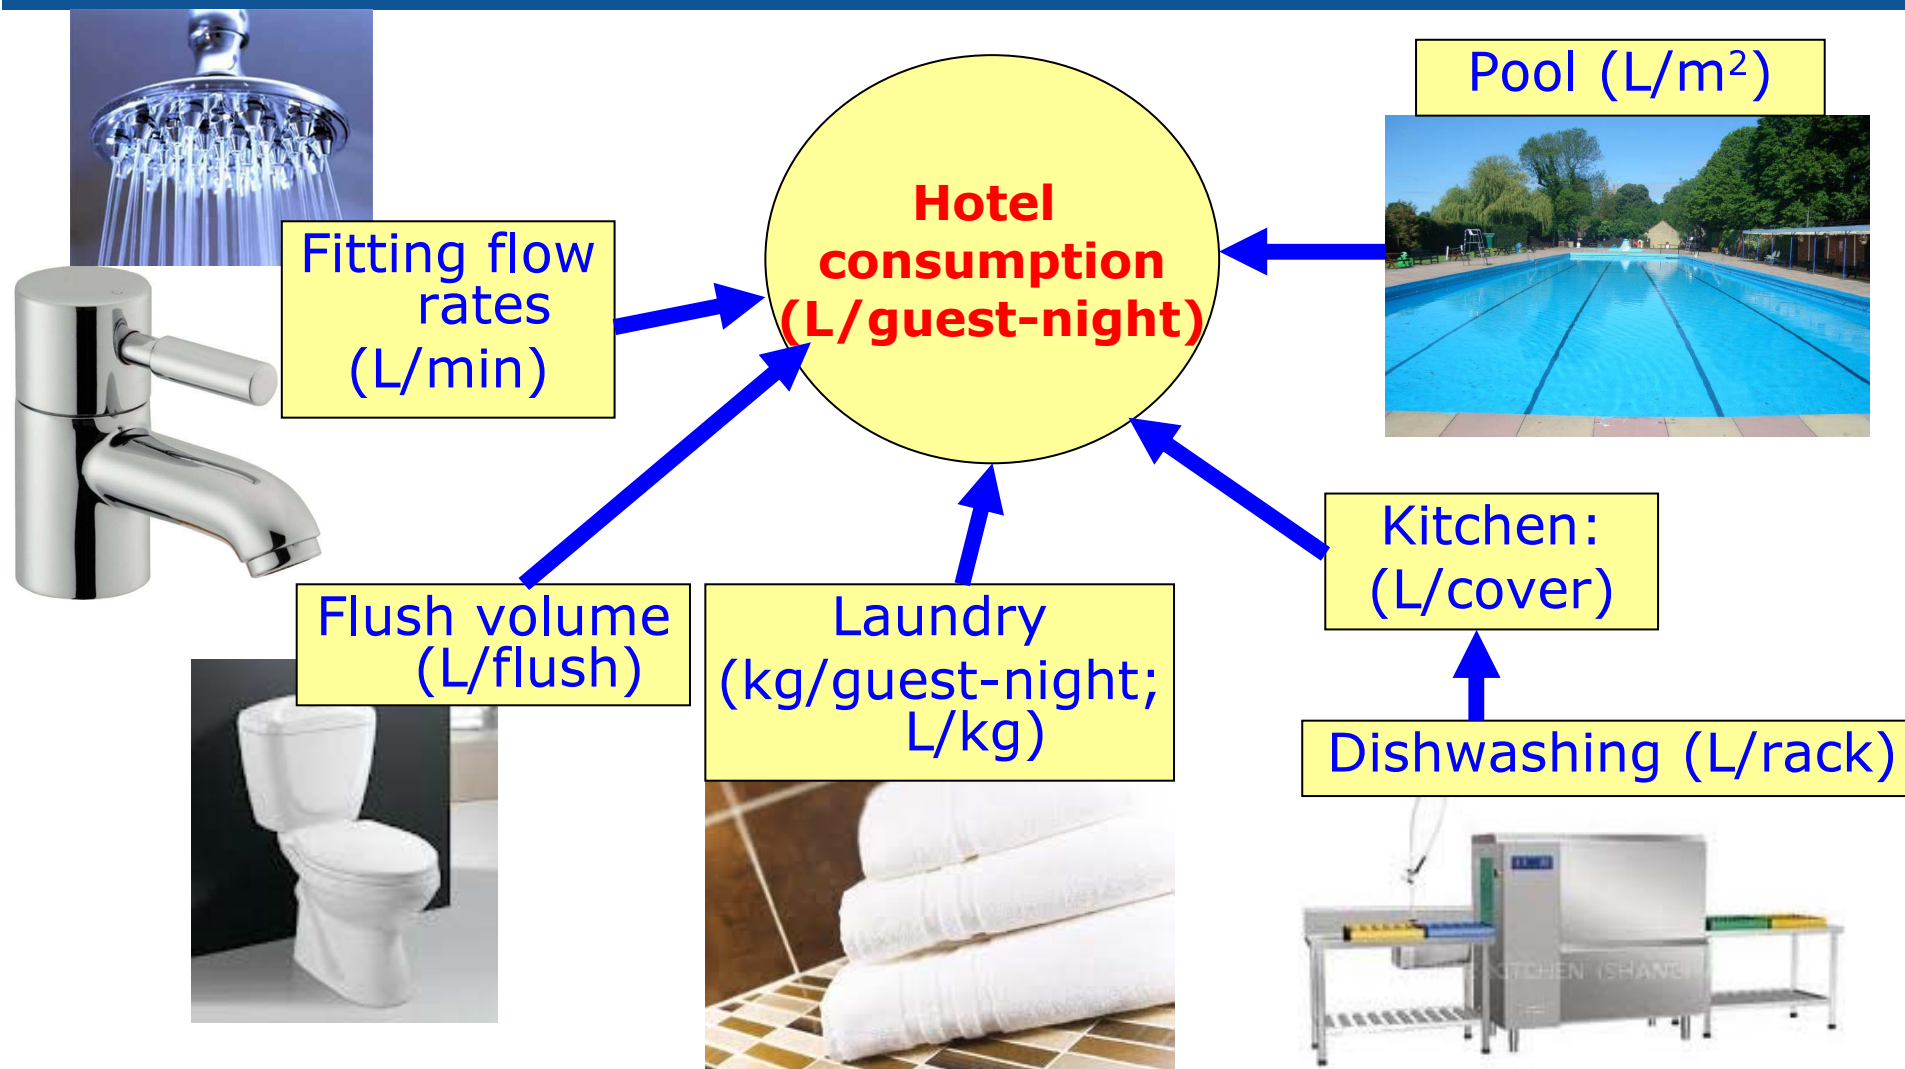 Pool (L/m²)
Hotel
consumption
(L/guest-night)
Fitting flow
rates
(L/min)
Kitchen:
(L/cover)
Flush volume
(L/flush)
Laundry
(kg/guest-night;
L/kg)
Dishwashing (L/rack)
KITCHEN